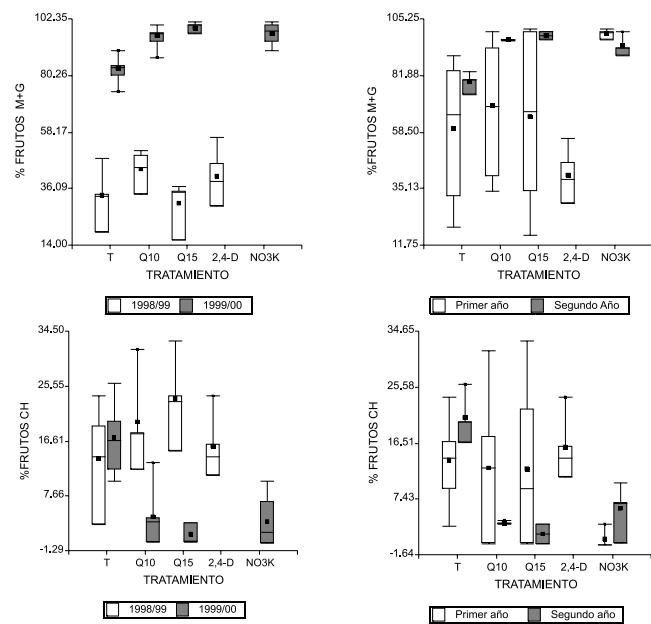 102,35
80,26
58,17
36,09
14,00
% FRUTOS M+G
T Q10 Q15 2,4-D NO3K
TRATAMIENTO
1998/99 1999/00
105,25
81,88
58,50
35,13
11,75
% FRUTOS M+G
T Q10 Q15 2,4-D NO3K
TRATAMIENTO
Primer año Segundo Año
34,50
25,55
16,61
7,66
-1,29
%FRUTOS CH
T Q10 Q15 2,4-D NO3K
TRATAMIENTO
1998/99 1999/00
34,65
25,58
16,51
7,43
-1,64
%FRUTOS CH
T Q10 Q15 2,4-D NO3K
TRATAMIENTO
Primer año Segundo año